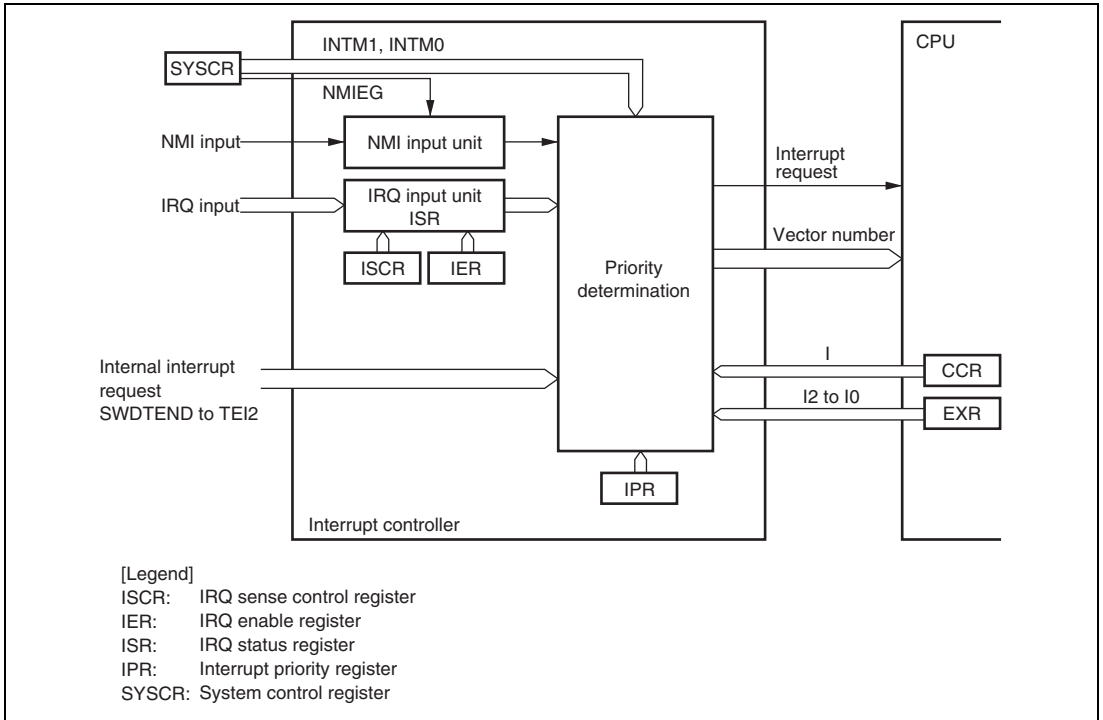 INTM1, INTM0
CPU
SYSCR
NMIEG
NMI input
NMI input unit
Interrupt
request
IRQ input
IRQ input unit
ISR
Vector number
ISCR
IER
Priority
determination
Internal interrupt
request
SWDTEND to TEI2
I
CCR
I2 to I0
EXR
IPR
Interrupt controller
[Legend]
ISCR: IRQ sense control register
IER: IRQ enable register
ISR: IRQ status register
IPR: Interrupt priority register
SYSCR: System control register